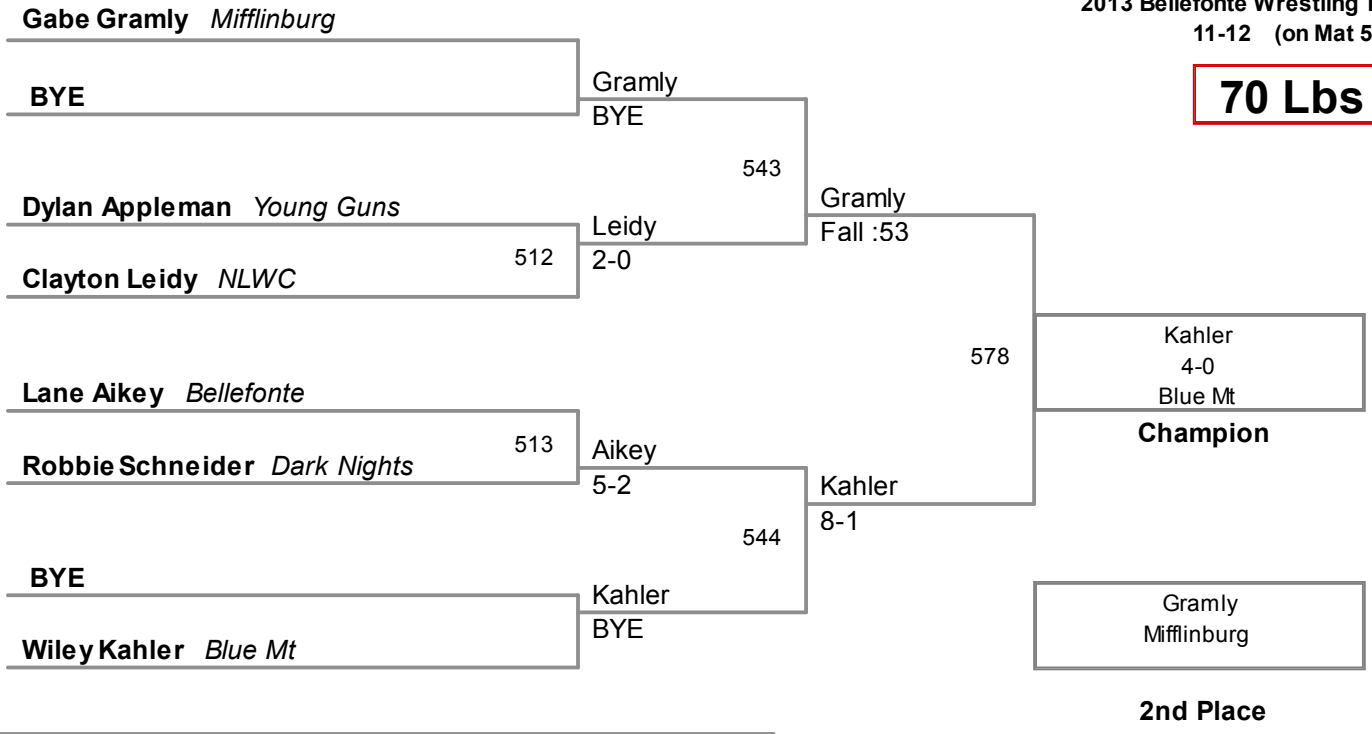 2013 Bellefonte Wrestling
11-12 (on Mat 5
70 Lbs
Gabe Gramly Mifflinburg
BYE
Gramly
BYE
543
Dylan Appleman Young Guns
512
Clayton Leidy NLWC
Leidy
2-0
Gramly
Fall :53
578
Lane Aikey Bellefonte
513
Robbie Schneider Dark Nights
Aikey
5-2
544
Kahler
8-1
BYE
Wiley Kahler Blue Mt
Kahler
BYE
Kahler
4-0
Blue Mt
Champion
Gramly
Mifflinburg
2nd Place